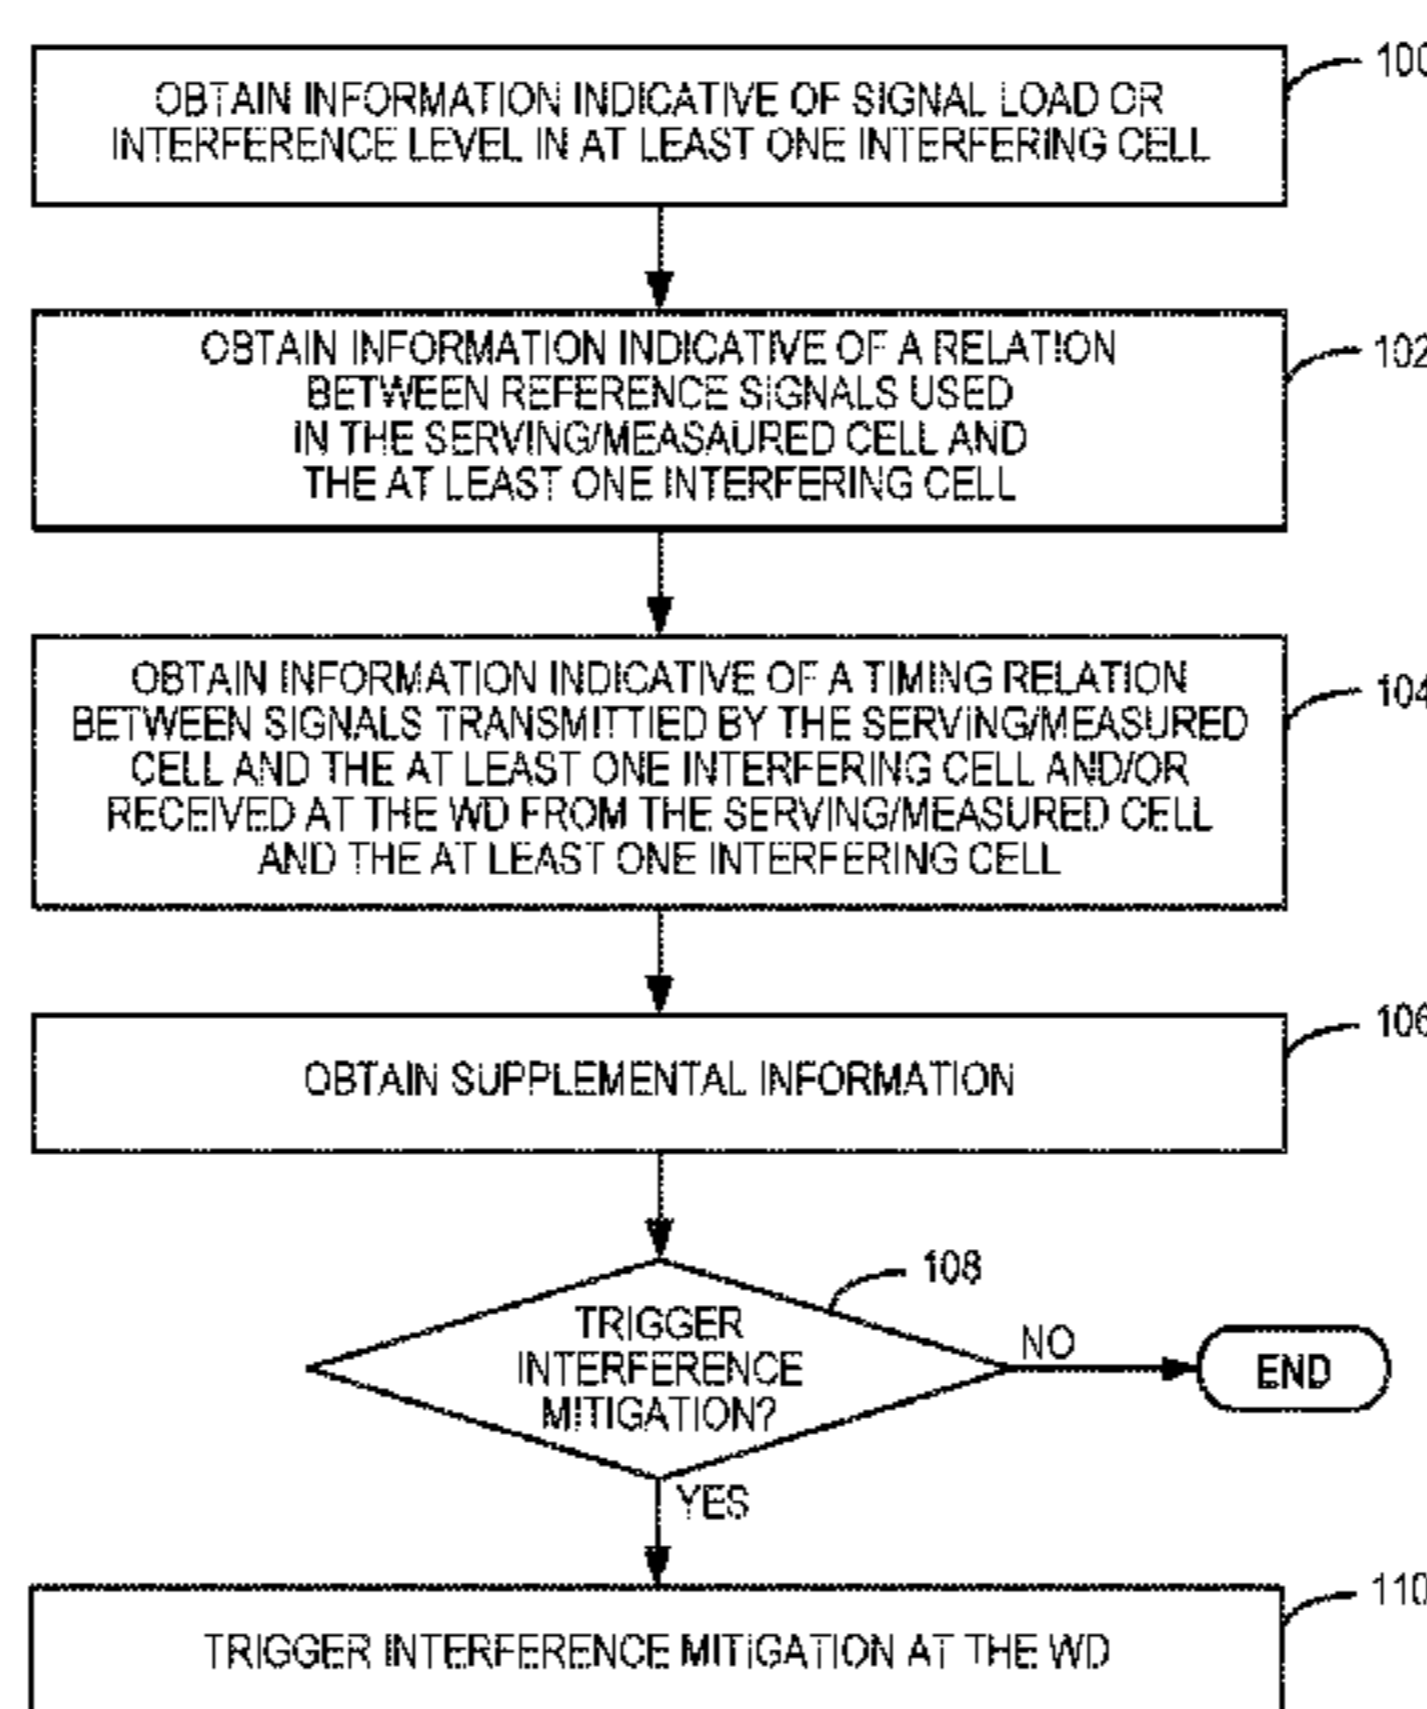 100
OBTAIN INFORMATION INDICATIVE OF SIGNAL LOAD OR
INTERFERENCE LEVEL IN AT LEAST ONE INTERFERING CELL
102
OBTAIN INFORMATION INDICATIVE OF A RELATION
BETWEEN REFERENCE SIGNALS USED
IN THE SERVING/MEASAURED CELL AND
THE AT LEAST ONE INTERFERING CELL
104
OBTAIN INFORMATION INDICATIVE OF A TIMING RELATION
BETWEEN SIGNALS TRANSMITTIED BY THE SERVING/MEASURED
CELL AND THE AT LEAST ONE INTERFERING CELL AND/OR
RECEIVED AT THE WD FROM THE SERVING/MEASURED CELL
AND THE AT LEAST ONE INTERFERING CELL
106
OBTAIN SUPPLEMENTAL INFORMATION
108
TRIGGER
INTERFERENCE
MITIGATION?
NO
END
YES
110
TRIGGER INTERFERENCE MITIGATION AT THE WD